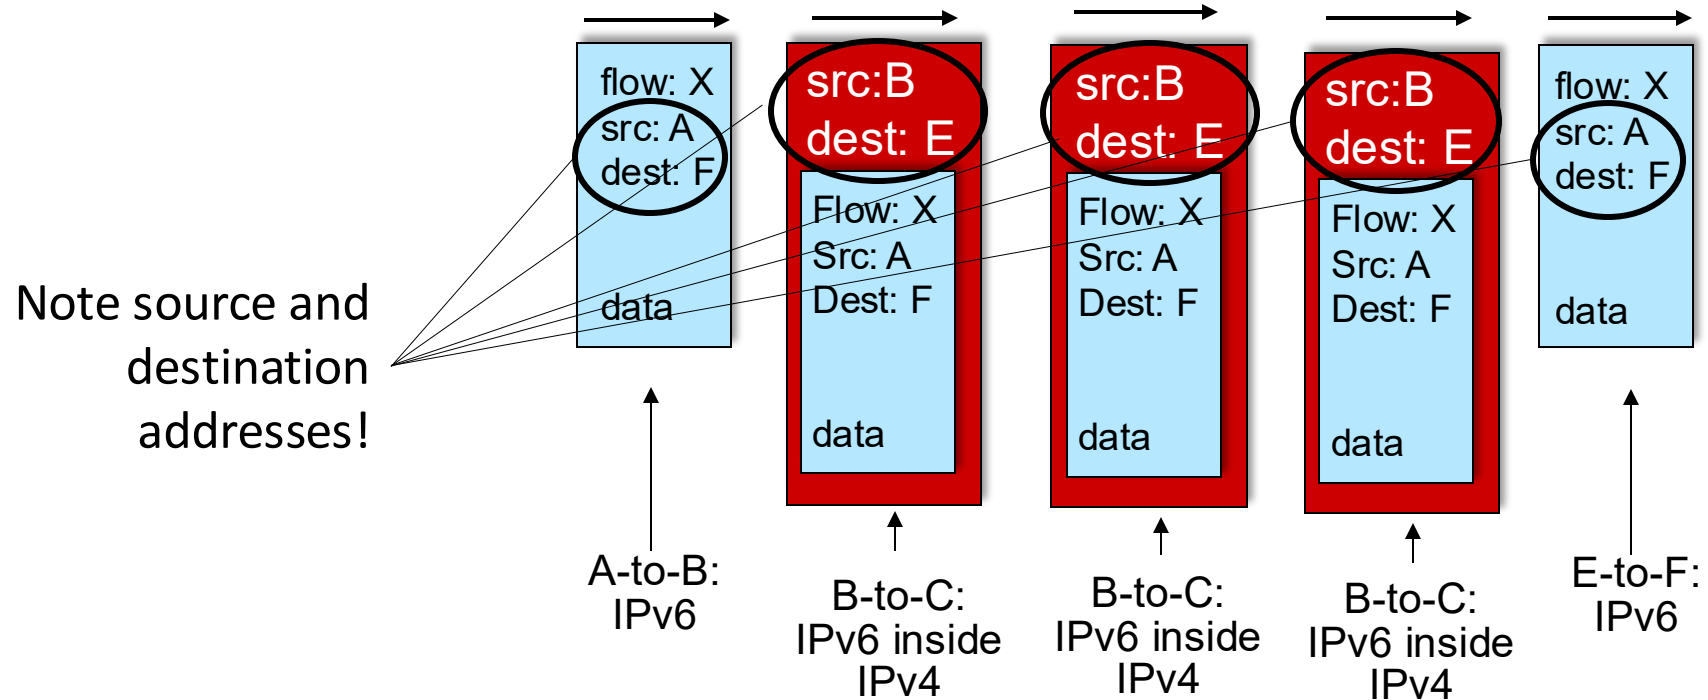 Note source and
destination
addresses!
flow: X
src: A
dest: F
data
A-to-B:
IPv6
src:B
dest: E
Flow: X
Src: A
Dest: F
data
B-to-C:
IPv6 inside
IPv4
src:B
dest: E
Flow: X
Src: A
Dest: F
data
B-to-C:
IPv6 inside
IPv4
src:B
dest: E
Flow: X
Src: A
Dest: F
data
B-to-C:
IPv6 inside
IPv4
flow: X
src: A
dest: F
data
E-to-F:
IPv6